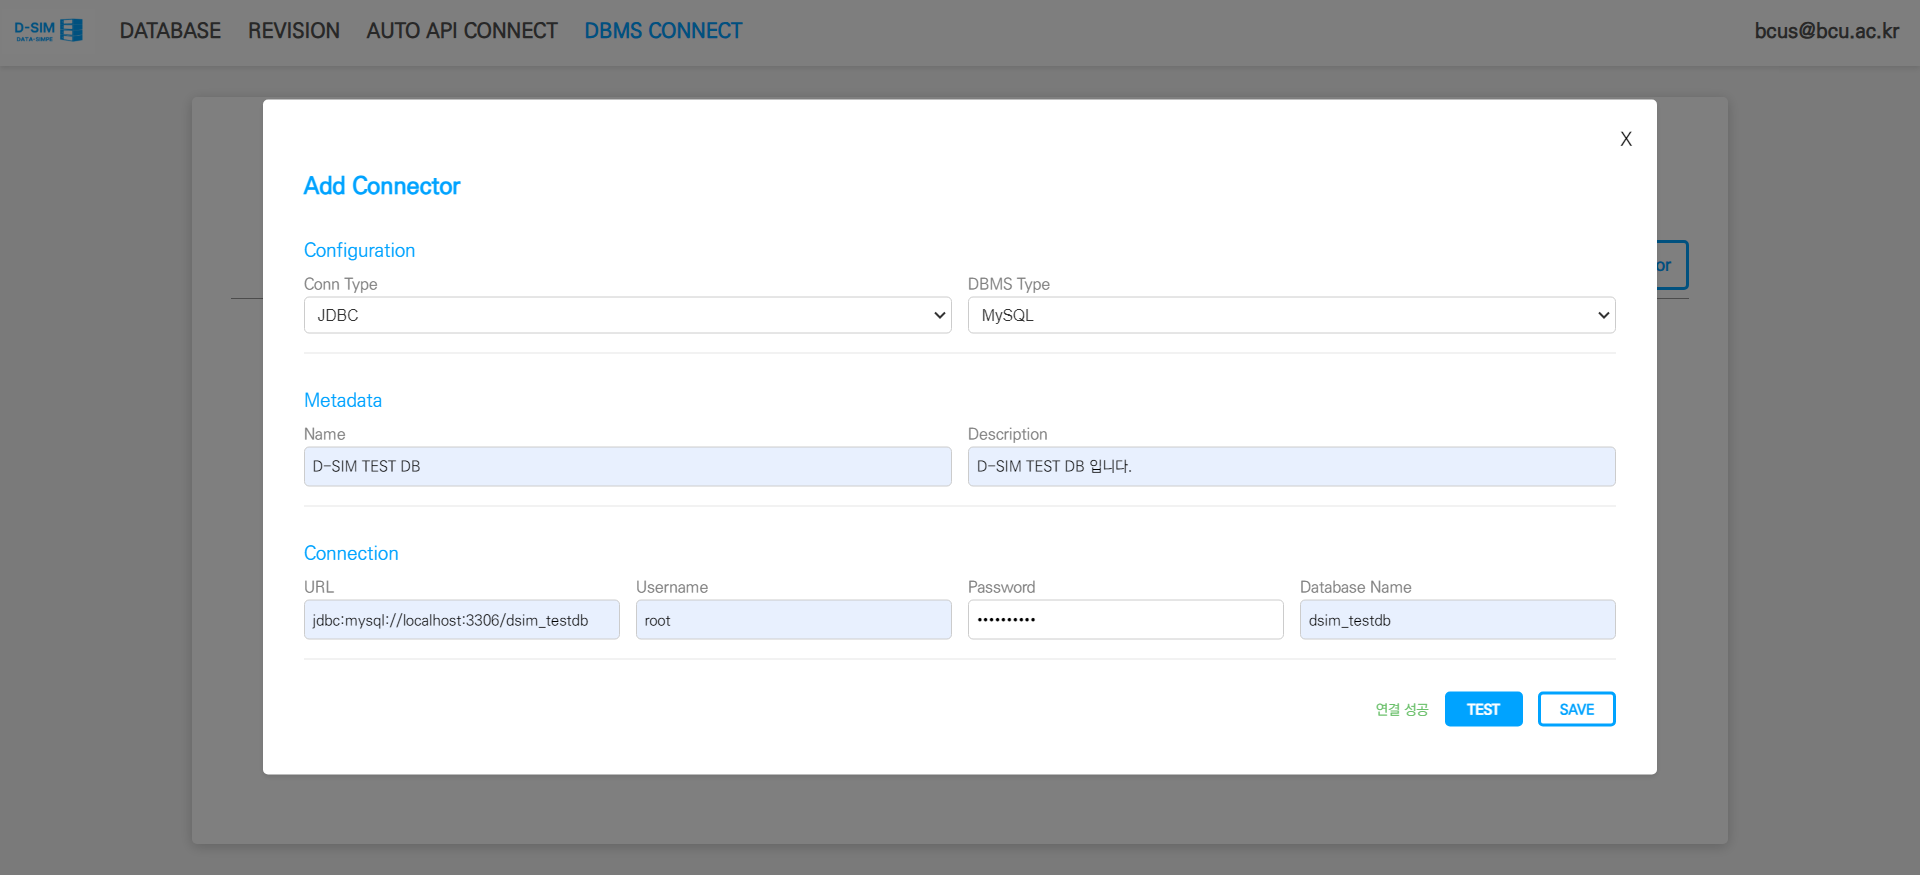 D-SIM
DATA-SIMPE
DATABASE
REVISION
AUTO API CONNECT
DBMS CONNECT
bcus@bcu.ac.kr
X
Add Connector
Configuration
Conn Type
DBMS Type
JDBC
MySQL
or
Metadata
Name
Description
D-SIM TEST DB
D-SIM TEST DB 입니다.
Connection
URL
Username
Password
Database Name
jdbc:mysql://localhost:3306/dsim_testdb
root
••••••••••
dsim_testdb
연결 성공
TEST
SAVE